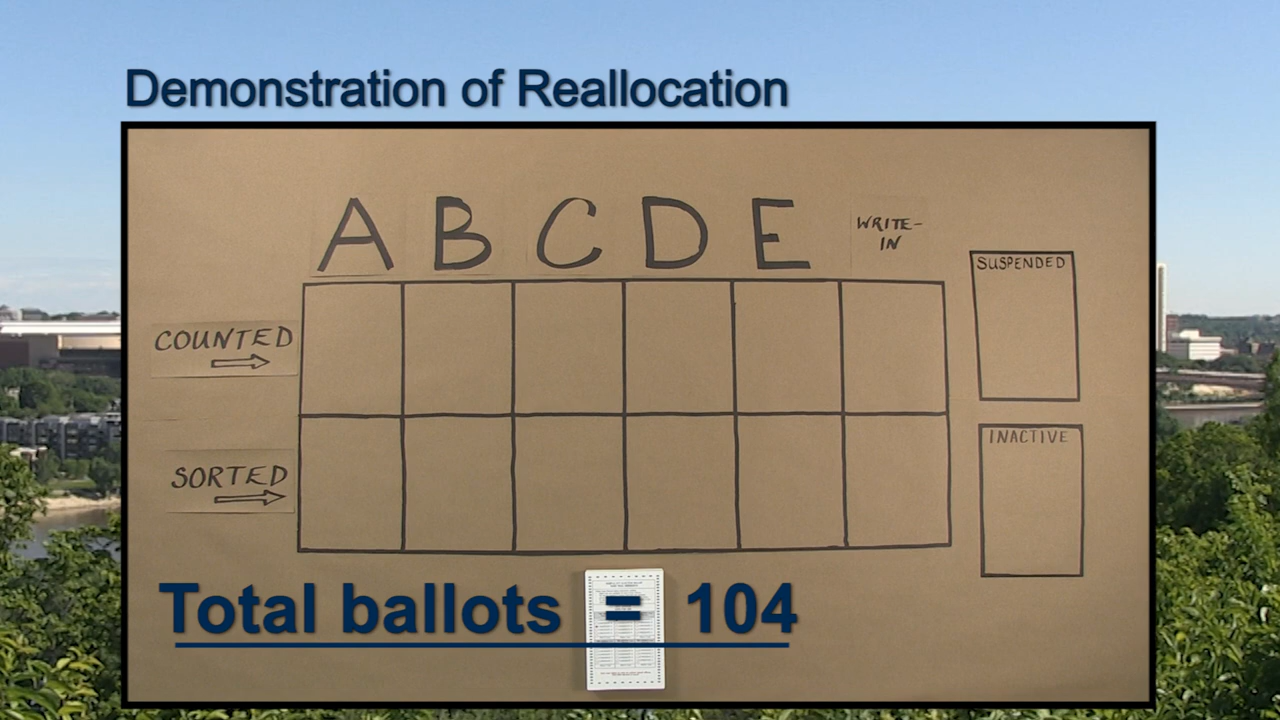 Demonstration of Reallocation
A B C D E WRITE-
IN
SUSPENDED
COUNTED
INACTIVE
SORTED
Total ballots = 104